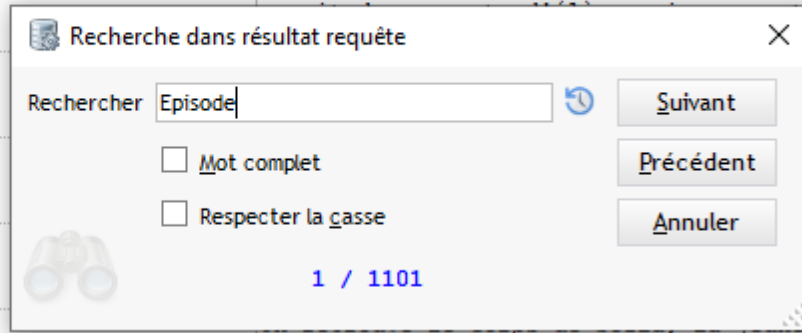 Recherche dans résultat requête
Rechercher Episode Suivant
Mot complet Précédent
Respecter la casse Annuler
1 / 1101